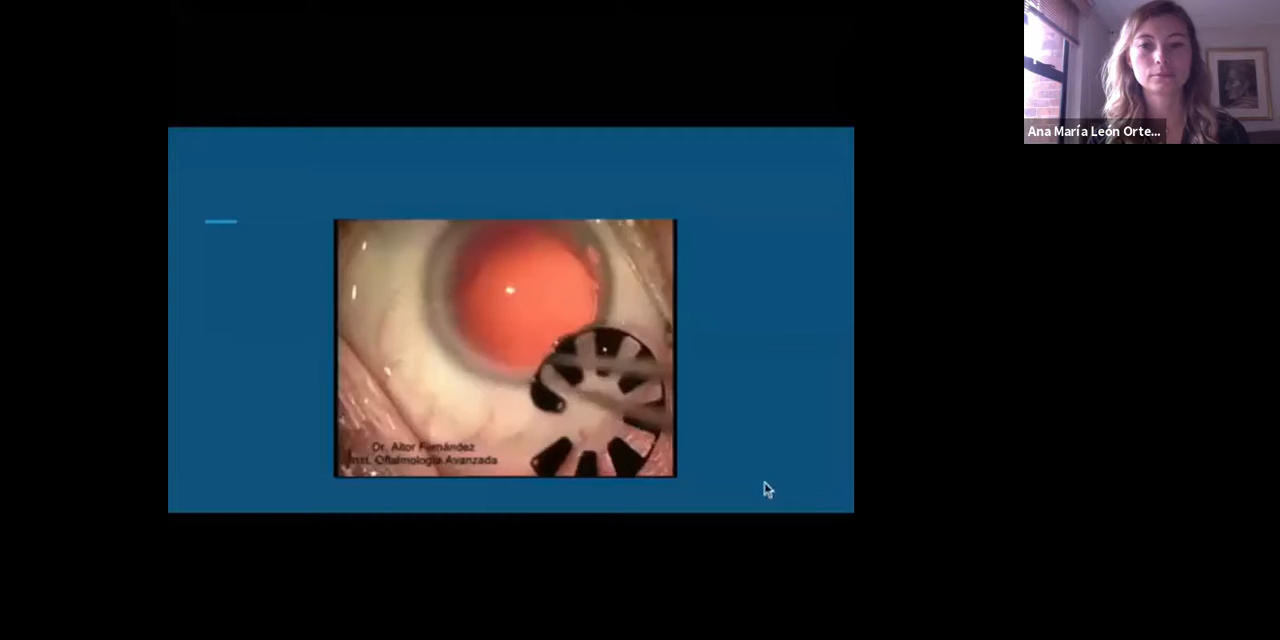 Ana María León Orte...
Dr. Aitor Fernández
Inst. Oftalmología Avanzada